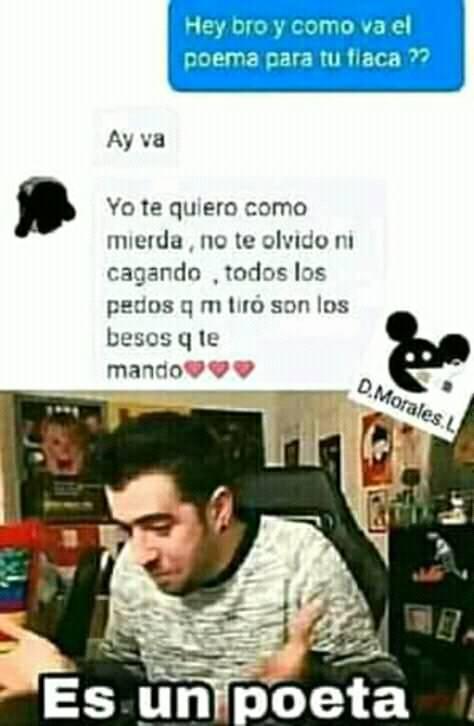 Hey bro y como va el
poema para tu fiaca ??
Ay va
Yo te quiero como
mierda , no te olvido ni
cagando , todos los
pedos q m tiró son los
besos q te
mando💗💗💗
D.Morales.L
Es un poeta